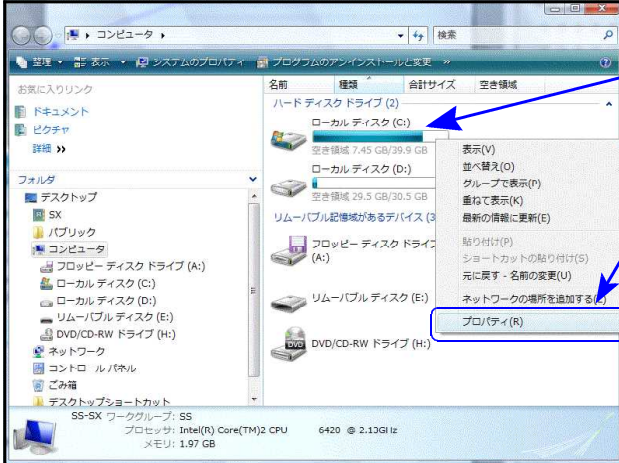 コンピュータ
検索
整理 表示 システムのプロパティ プログラムのアンインストールと変更 »
お気に入りリンク
ドキュメント
ピクチャ
詳細 »
フォルダ
デスクトップ
SX
パブリック
コンピュータ
フロッピー ディスク ドライブ (A:)
ローカル ディスク (C:)
ローカル ディスク (D:)
リムーバブル ディスク (E:)
DVD/CD-RW ドライブ (H:)
ネットワーク
コントロ ル パネル
ごみ箱
デスクトップショートカット
名前 種類 合計サイズ 空き領域
ハード ディスク ドライブ (2)
ローカル ディスク (C:)
空き領域 7.45 GB/39.9 GB
ローカル ディスク (D:)
空き領域 29.5 GB/30.5 GB
リムーバブル記憶域があるデバイス (3
フロッピー ディスク ドライブ
(A:)
リムーバブル ディスク (E:)
DVD/CD-RW ドライブ (H:)
表示(V)
並べ替え(O)
グループで表示(P)
重ねて表示(K)
最新の情報に更新(E)
貼り付け(P)
ショートカットの貼り付け(S)
元に戻す - 名前の変更(U)
ネットワークの場所を追加する
プロパティ(R)
SS-SX ワークグループ: SS
プロセッサ: Intel(R) Core(TM)2 CPU 6420 @ 2.13GHz
メモリ: 1.97 GB